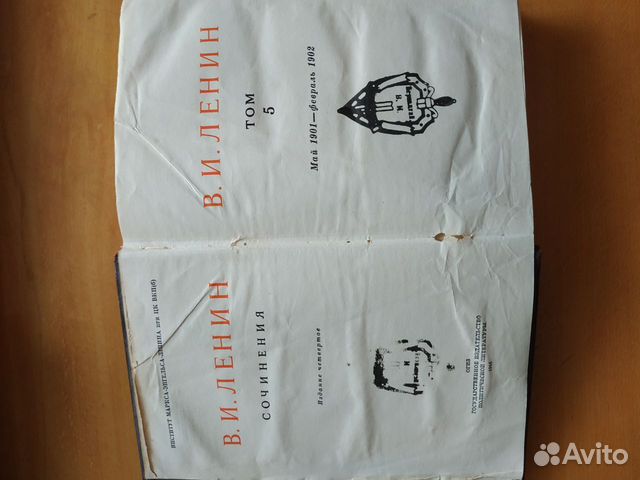 ИНСТИТУТ МАРКСА-ЭНГЕЛЬСА-ЛЕНИНА ПРИ ЦК ВКП(б)
В. И. ЛЕНИН
СОЧИНЕНИЯ
Издание четвертое
ОГИЗ
ГОСУДАРСТВЕННОЕ ИЗДАТЕЛЬСТВО
ПОЛИТИЧЕСКОЙ ЛИТЕРАТУРЫ
В. И. ЛЕНИН
ТОМ
5
Май 1901—февраль 1902
Avito